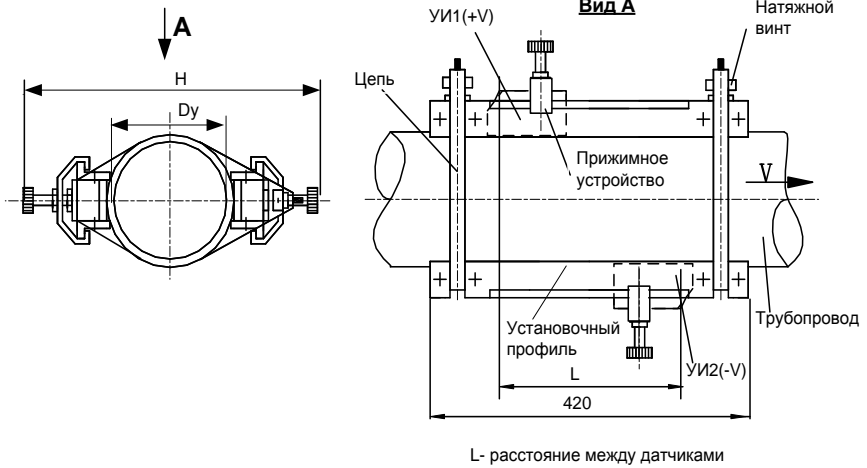 А
H
Dy
Вид А
УИ1(+V)
Натяжной
винт
Цепь
Прижимное
устройство
V
Установочный
профиль
Трубопровод
УИ2(-V)
L
420
L- расстояние между датчиками